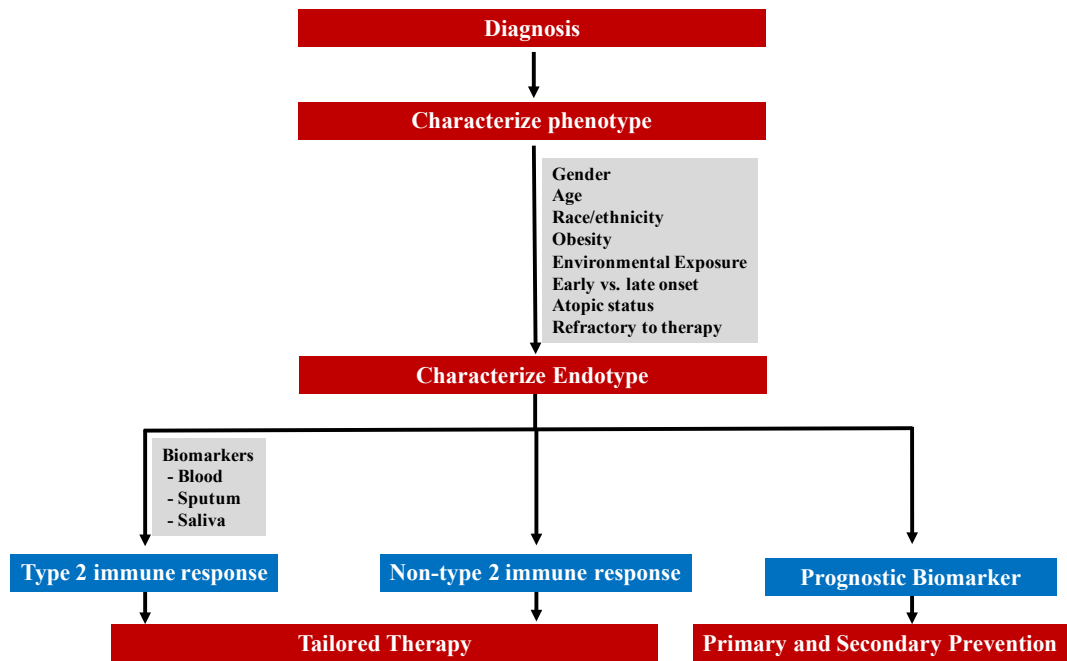 Diagnosis
Characterize phenotype
Gender
Age
Race/ethnicity
Obesity
Environmental Exposure
Early vs. late onset
Atopic status
Refractory to therapy
Characterize Endotype
Biomarkers
- Blood
- Sputum
- Saliva
Type 2 immune response
Non-type 2 immune response
Prognostic Biomarker
Tailored Therapy
Primary and Secondary Prevention